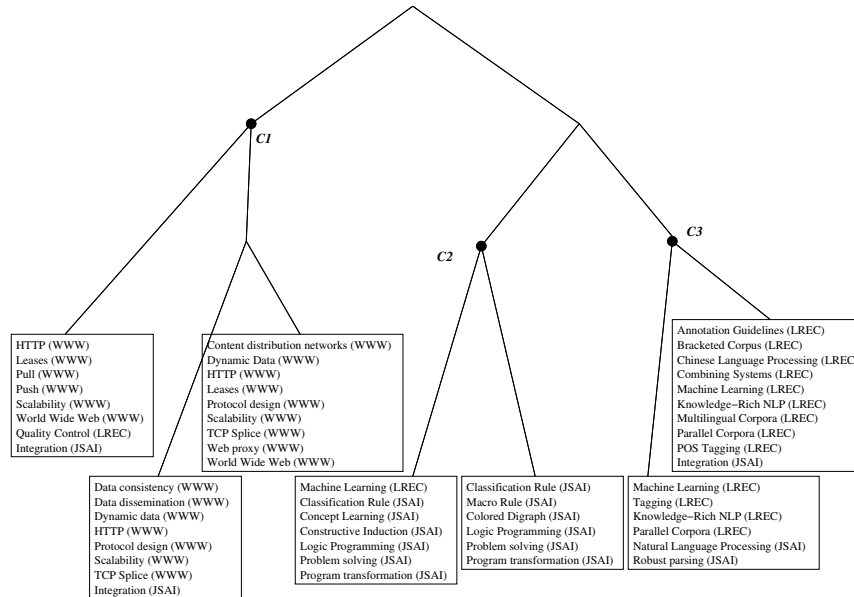 C1
C2
C3
HTTP (WWW)
Leases (WWW)
Pull (WWW)
Push (WWW)
Scalability (WWW)
World Wide Web (WWW)
Quality Control (LREC)
Integration (JSAI)
Content distribution networks (WWW)
Dynamic Data (WWW)
HTTP (WWW)
Leases (WWW)
Protocol design (WWW)
Scalability (WWW)
TCP Splice (WWW)
Web proxy (WWW)
World Wide Web (WWW)
Annotation Guidelines (LREC)
Bracketed Corpus (LREC)
Chinese Language Processing (LREC)
Combining Systems (LREC)
Machine Learning (LREC)
Knowledge−Rich NLP (LREC)
Multilingual Corpora (LREC)
Parallel Corpora (LREC)
POS Tagging (LREC)
Integration (JSAI)
Data consistency (WWW)
Data dissemination (WWW)
Dynamic data (WWW)
HTTP (WWW)
Protocol design (WWW)
Scalability (WWW)
TCP Splice (WWW)
Integration (JSAI)
Machine Learning (LREC)
Classification Rule (JSAI)
Concept Learning (JSAI)
Constructive Induction (JSAI)
Logic Programming (JSAI)
Problem solving (JSAI)
Program transformation (JSAI)
Classification Rule (JSAI)
Macro Rule (JSAI)
Colored Digraph (JSAI)
Logic Programming (JSAI)
Problem solving (JSAI)
Program transformation (JSAI)
Machine Learning (LREC)
Tagging (LREC)
Knowledge−Rich NLP (LREC)
Parallel Corpora (LREC)
Natural Language Processing (JSAI)
Robust parsing (JSAI)